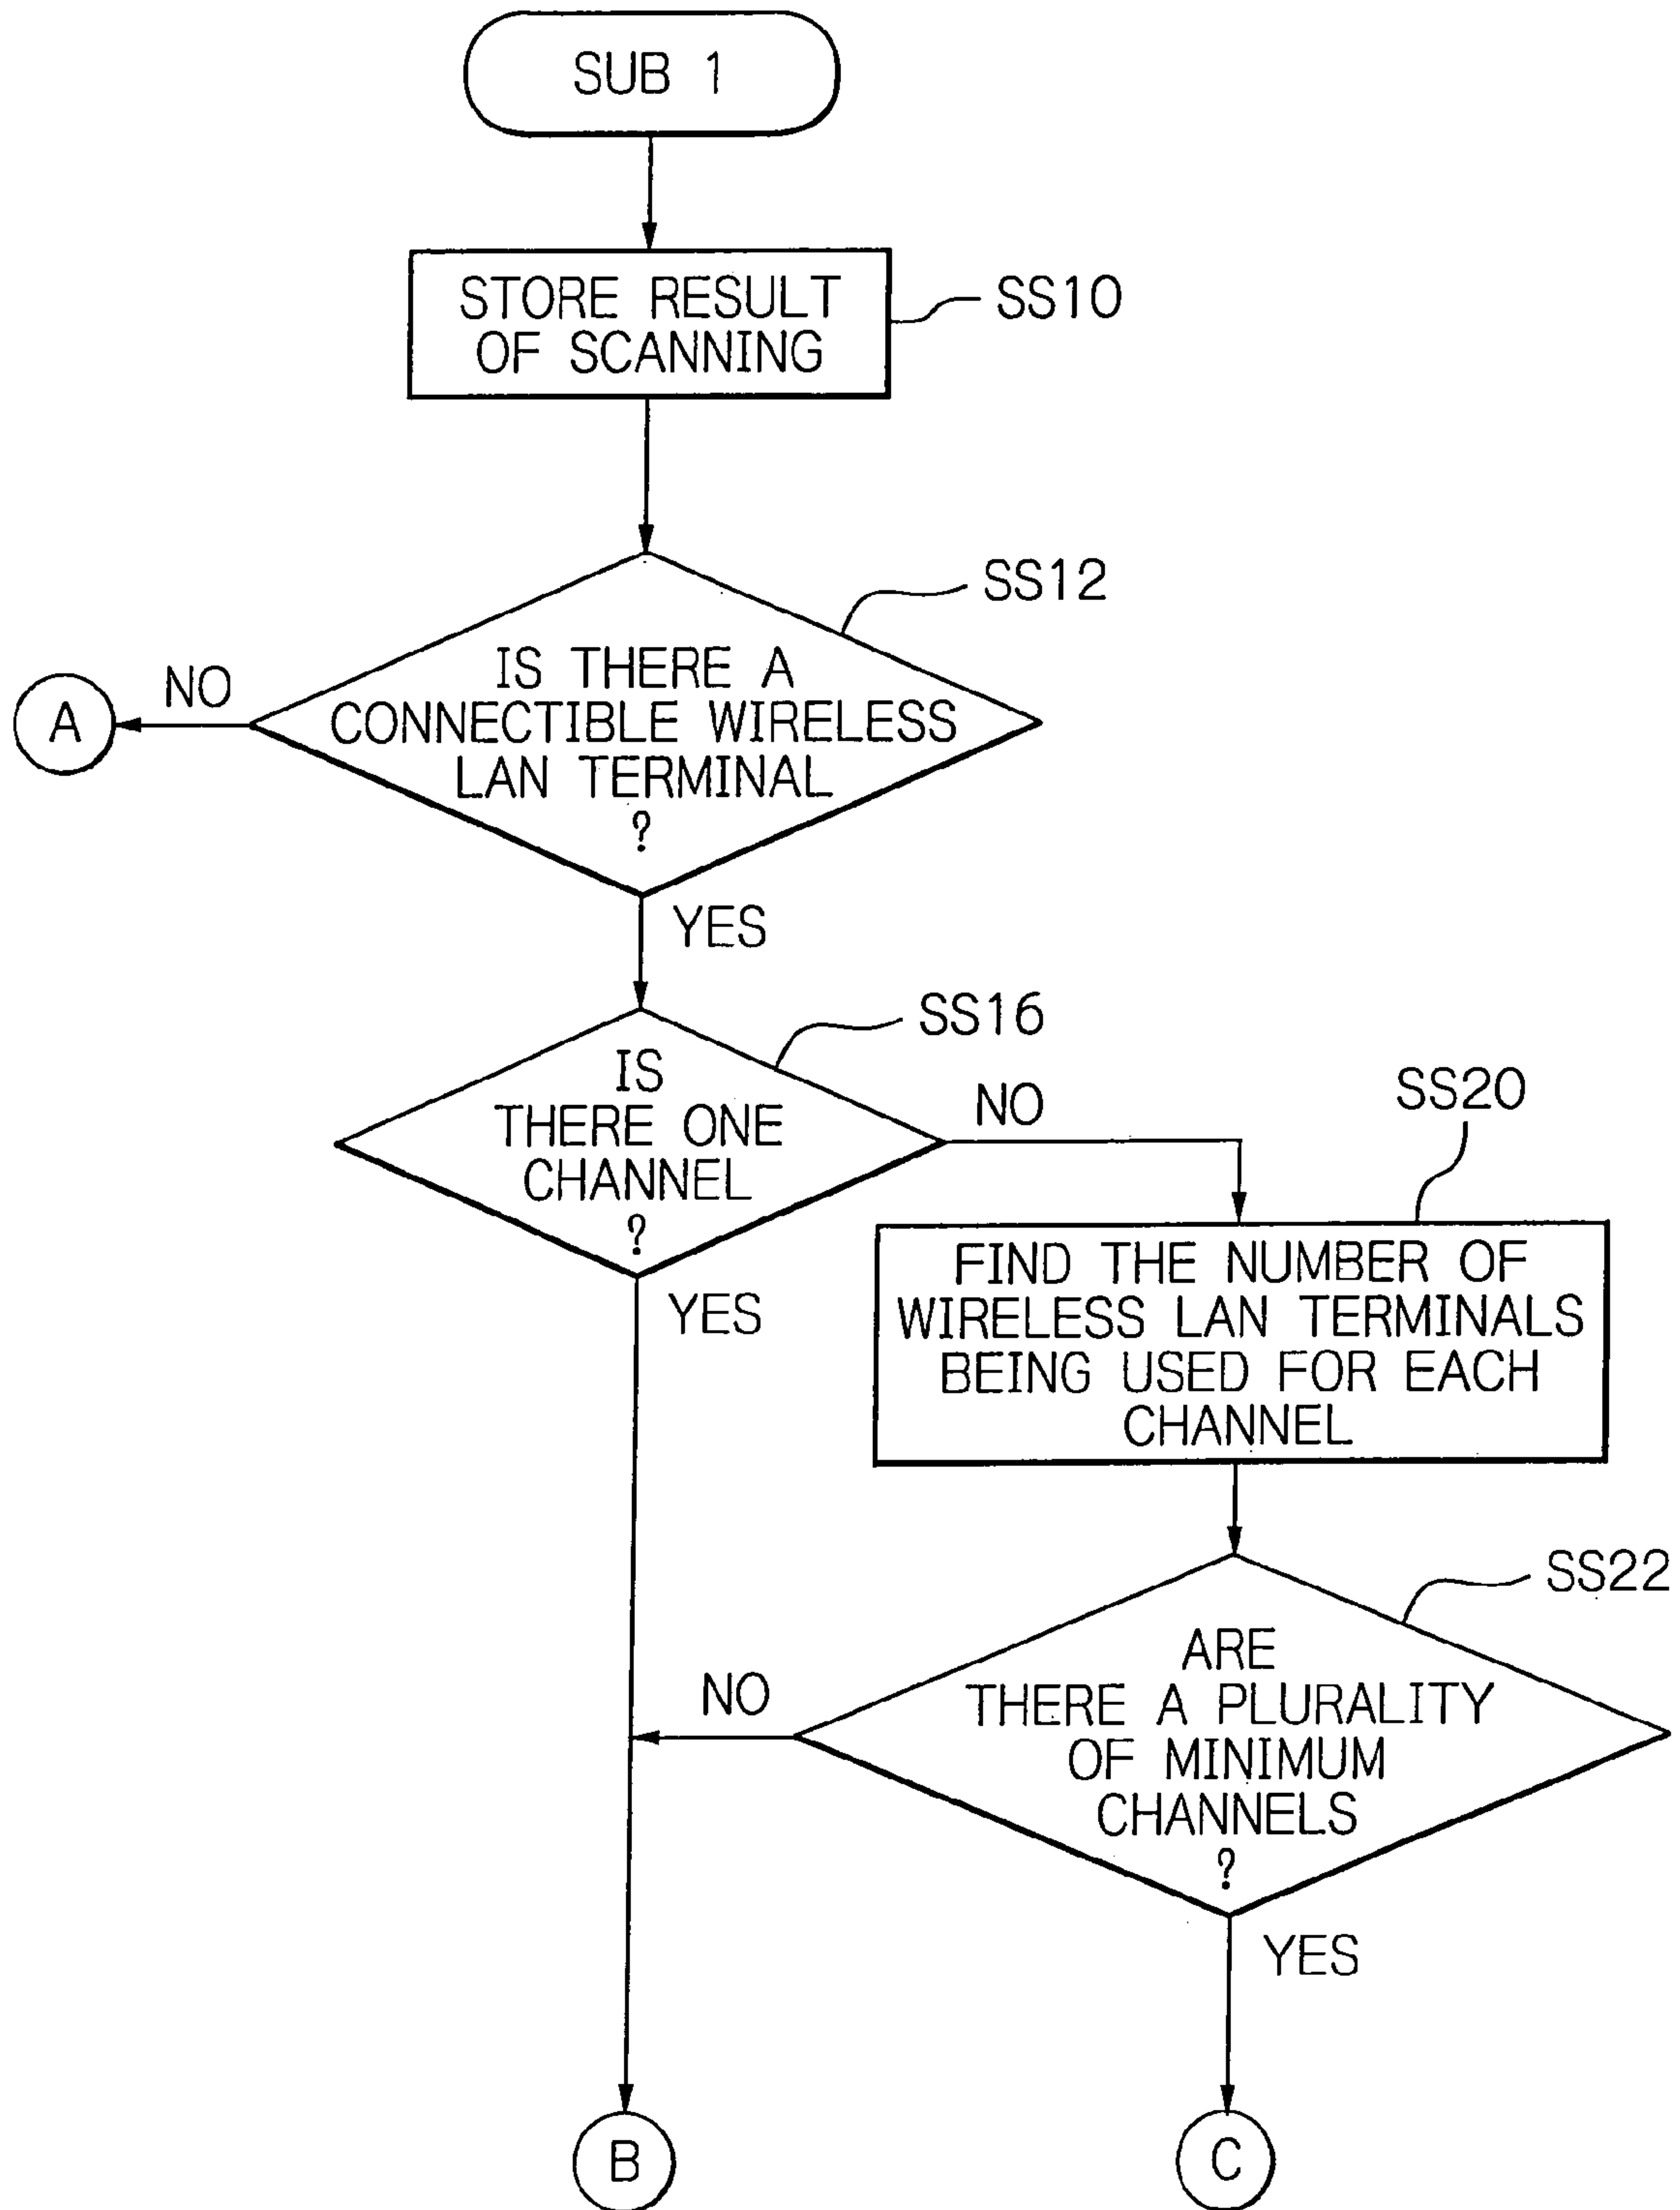 SUB 1
STORE RESULT
OF SCANNING
SS10
SS12
IS THERE A
CONNECTIBLE WIRELESS
LAN TERMINAL
?
NO
A
YES
SS16
IS
THERE ONE
CHANNEL
?
NO
YES
SS20
FIND THE NUMBER OF
WIRELESS LAN TERMINALS
BEING USED FOR EACH
CHANNEL
SS22
ARE
THERE A PLURALITY
OF MINIMUM
CHANNELS
?
NO
YES
B
C